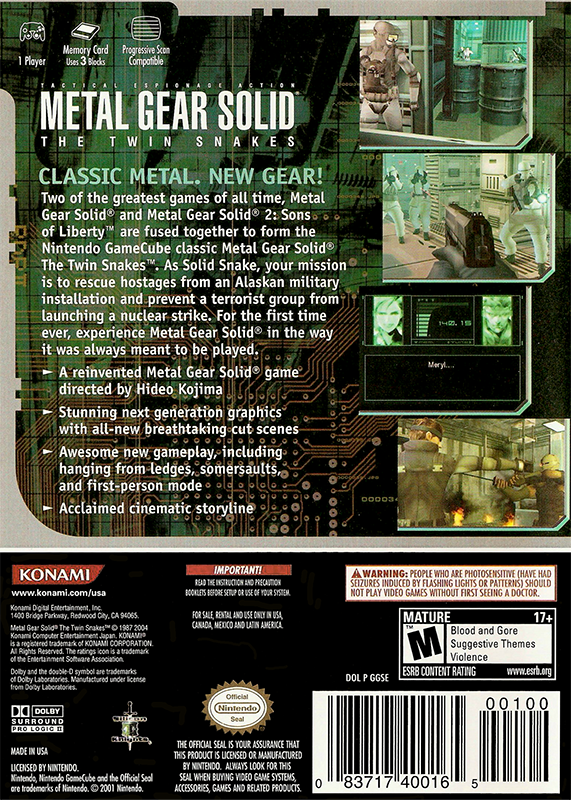 1 Player
Memory Card
Uses 3 Blocks
Progressive Scan
Compatible
TACTICAL ESPIONAGE ACTION
METAL GEAR SOLID®
THE TWIN SNAKES
CLASSIC METAL. NEW GEAR!
Two of the greatest games of all time, Metal
Gear Solid® and Metal Gear Solid® 2: Sons
of Liberty™ are fused together to form the
Nintendo GameCube classic Metal Gear Solid®
The Twin Snakes™. As Solid Snake, your mission
is to rescue hostages from an Alaskan military
installation and prevent a terrorist group from
launching a nuclear strike. For the first time
ever, experience Metal Gear Solid® in the way
it was always meant to be played.
► A reinvented Metal Gear Solid® game
directed by Hideo Kojima
► Stunning next generation graphics
with all-new breathtaking cut scenes
► Awesome new gameplay, including
hanging from ledges, somersaults,
and first-person mode
► Acclaimed cinematic storyline
140.15
Meryl....
KONAMI
www.konami.com/usa
Konami Digital Entertainment, Inc.
1400 Bridge Parkway, Redwood City, CA 94065.
Metal Gear Solid® The Twin Snakes™ © 1987 2004
Konami Computer Entertainment Japan. KONAMI®
is a registered trademark of KONAMI CORPORATION.
All Rights Reserved. The ratings icon is a trademark
of the Entertainment Software Association.
Dolby and the double-D symbol are trademarks
of Dolby Laboratories. Manufactured under license
from Dolby Laboratories.
DOLBY
SURROUND
PRO LOGIC II
Silicon
Knights
MADE IN USA
LICENSED BY NINTENDO.
Nintendo, Nintendo GameCube and the Official Seal
are trademarks of Nintendo. © 2001 Nintendo.
IMPORTANT!
READ THE INSTRUCTION AND PRECAUTION
BOOKLETS BEFORE SETUP OR USE OF YOUR SYSTEM.
FOR SALE, RENTAL AND USE ONLY IN USA,
CANADA, MEXICO AND LATIN AMERICA.
Official
Nintendo
Seal
THE OFFICIAL SEAL IS YOUR ASSURANCE THAT
THIS PRODUCT IS LICENSED OR MANUFACTURED
BY NINTENDO. ALWAYS LOOK FOR THIS
SEAL WHEN BUYING VIDEO GAME SYSTEMS,
ACCESSORIES, GAMES AND RELATED PRODUCTS.
WARNING: PEOPLE WHO ARE PHOTOSENSITIVE (HAVE HAD
SEIZURES INDUCED BY FLASHING LIGHTS OR PATTERNS) SHOULD
NOT PLAY VIDEO GAMES WITHOUT FIRST SEEING A DOCTOR.
MATURE 17+
M
Blood and Gore
Suggestive Themes
Violence
ESRB CONTENT RATING www.esrb.org
DOL P GGSE
00100
0 83717 40016 5